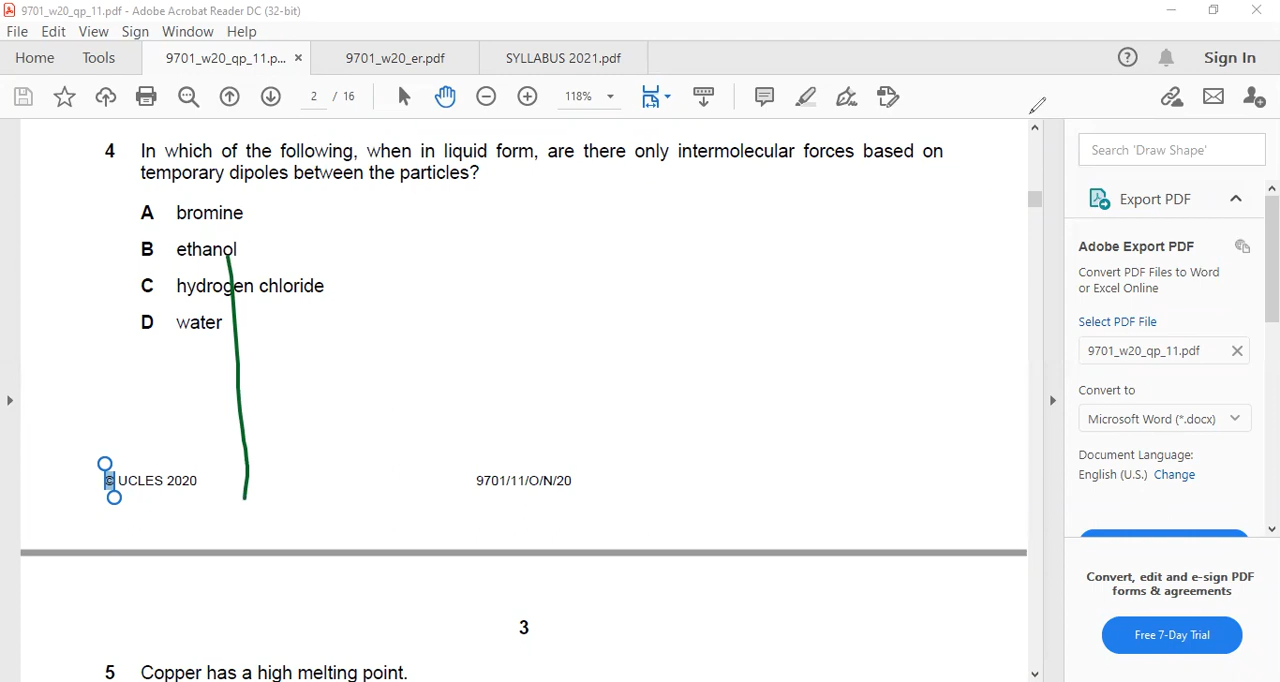 9701_w20_qp_11.pdf - Adobe Acrobat Reader DC (32-bit)
File Edit View Sign Window Help
Home Tools 9701_w20_qp_11.p... × 9701_w20_er.pdf SYLLABUS 2021.pdf Sign In
2 / 16 118%
4 In which of the following, when in liquid form, are there only intermolecular forces based on
temporary dipoles between the particles?
A bromine
B ethanol
C hydrogen chloride
D water
© UCLES 2020 9701/11/O/N/20
3
5 Copper has a high melting point.
Search 'Draw Shape'
Export PDF
Adobe Export PDF
Convert PDF Files to Word
or Excel Online
Select PDF File
9701_w20_qp_11.pdf
Convert to
Microsoft Word (*.docx)
Document Language:
English (U.S.) Change
Convert, edit and e-sign PDF
forms & agreements
Free 7-Day Trial